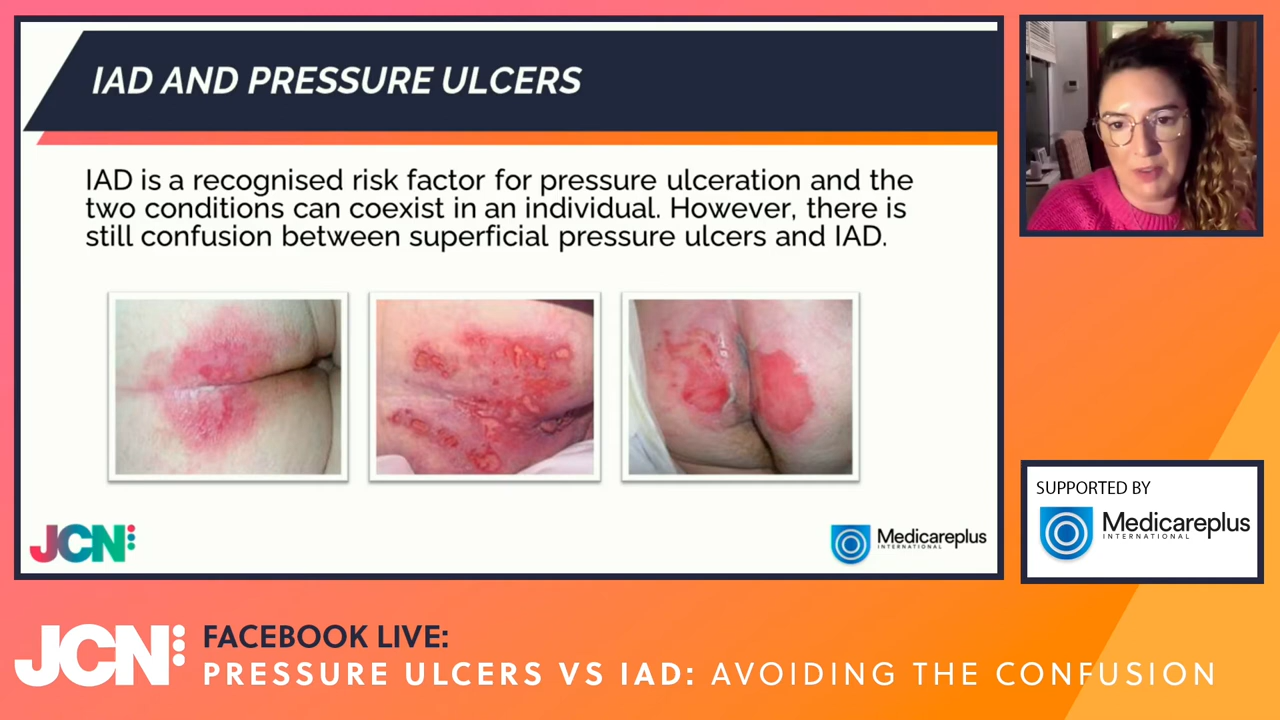 IAD AND PRESSURE ULCERS
IAD is a recognised risk factor for pressure ulceration and the
two conditions can coexist in an individual. However, there is
still confusion between superficial pressure ulcers and IAD.
JCN
Medicareplus
INTERNATIONAL
SUPPORTED BY
Medicareplus
INTERNATIONAL
JCN
FACEBOOK LIVE:
PRESSURE ULCERS VS IAD: AVOIDING THE CONFUSION